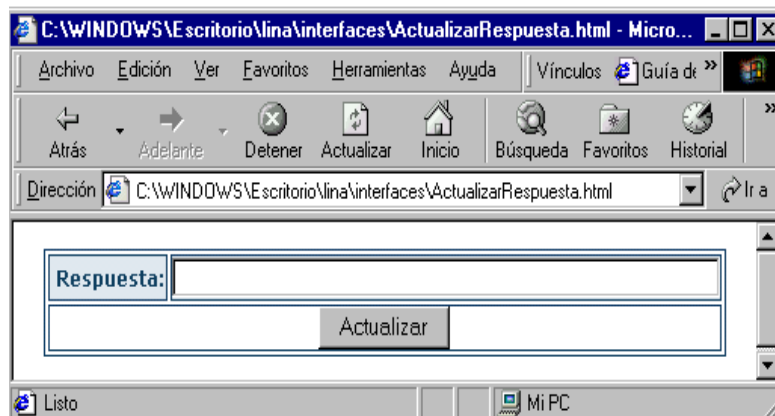 C:\WINDOWS\Escritorio\lina\interfaces\ActualizarRespuesta.html - Micro...
Archivo Edición Ver Favoritos Herramientas Ayuda Vínculos Guía de »
Atrás Adelante Detener Actualizar Inicio Búsqueda Favoritos Historial »
Dirección C:\WINDOWS\Escritorio\lina\interfaces\ActualizarRespuesta.html Ir a
Respuesta:
Actualizar
Listo Mi PC